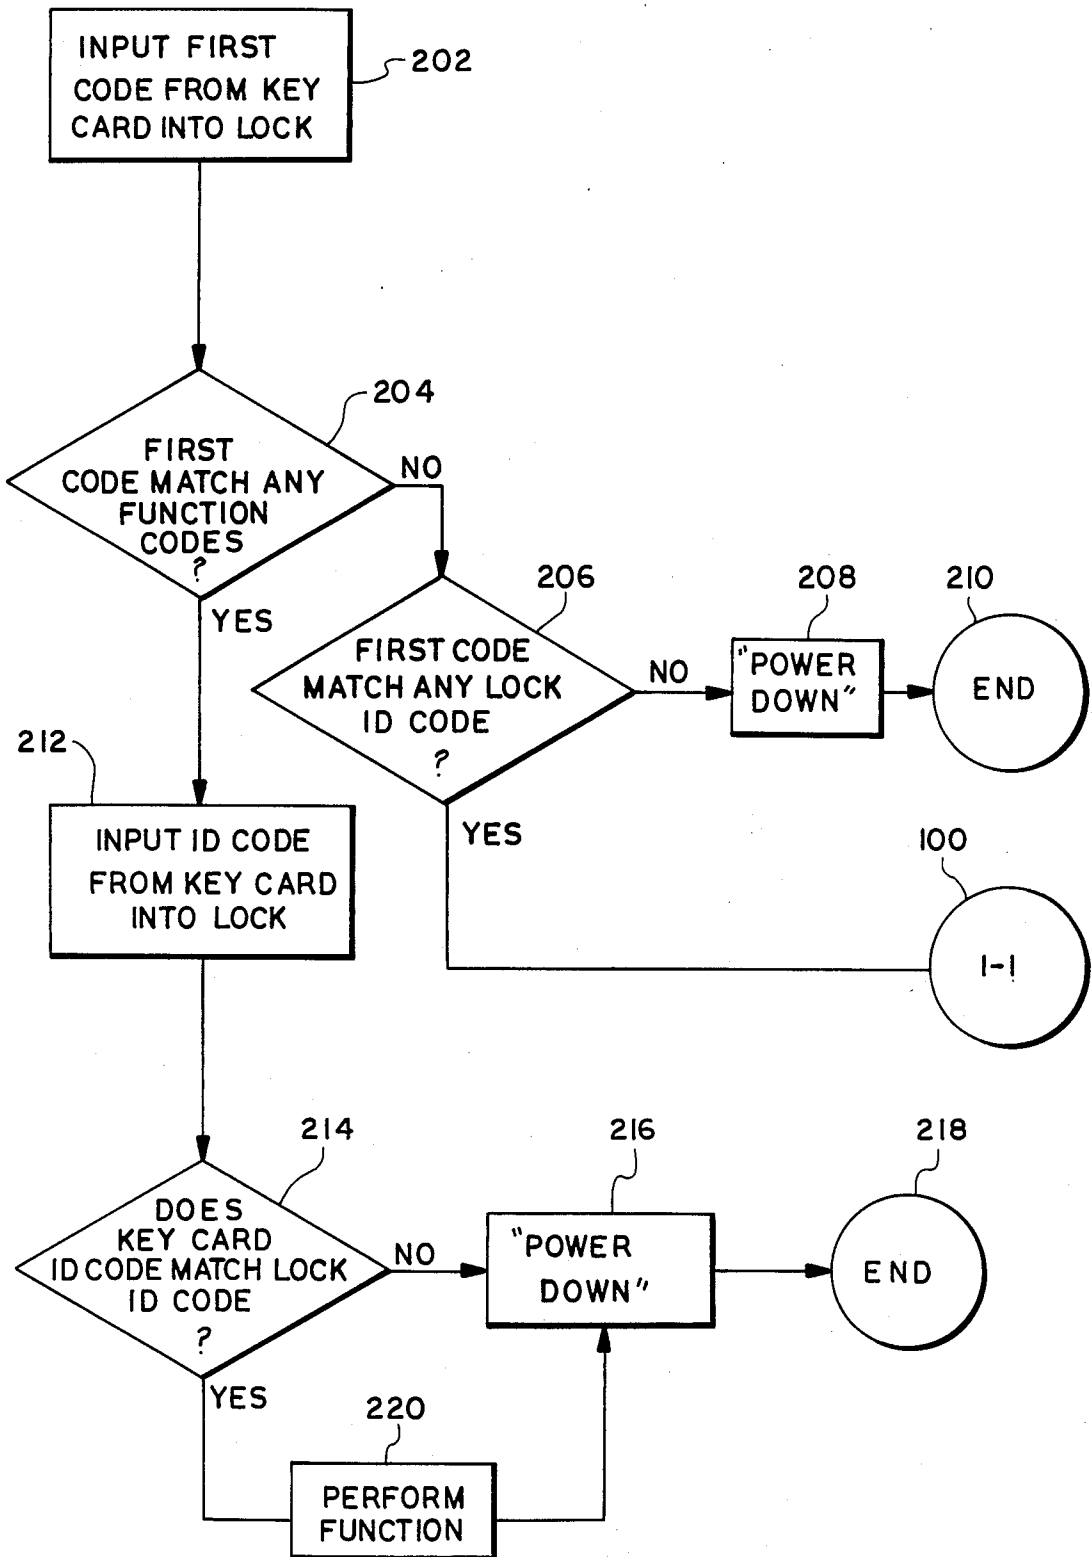 INPUT FIRST
CODE FROM KEY
CARD INTO LOCK
202
204
FIRST
CODE MATCH ANY
FUNCTION
CODES
?
NO
YES
206
FIRST CODE
MATCH ANY LOCK
ID CODE
?
NO
YES
208
"POWER
DOWN"
210
END
100
1-1
212
INPUT ID CODE
FROM KEY CARD
INTO LOCK
214
DOES
KEY CARD
ID CODE MATCH LOCK
ID CODE
?
NO
YES
216
"POWER
DOWN"
218
END
220
PERFORM
FUNCTION